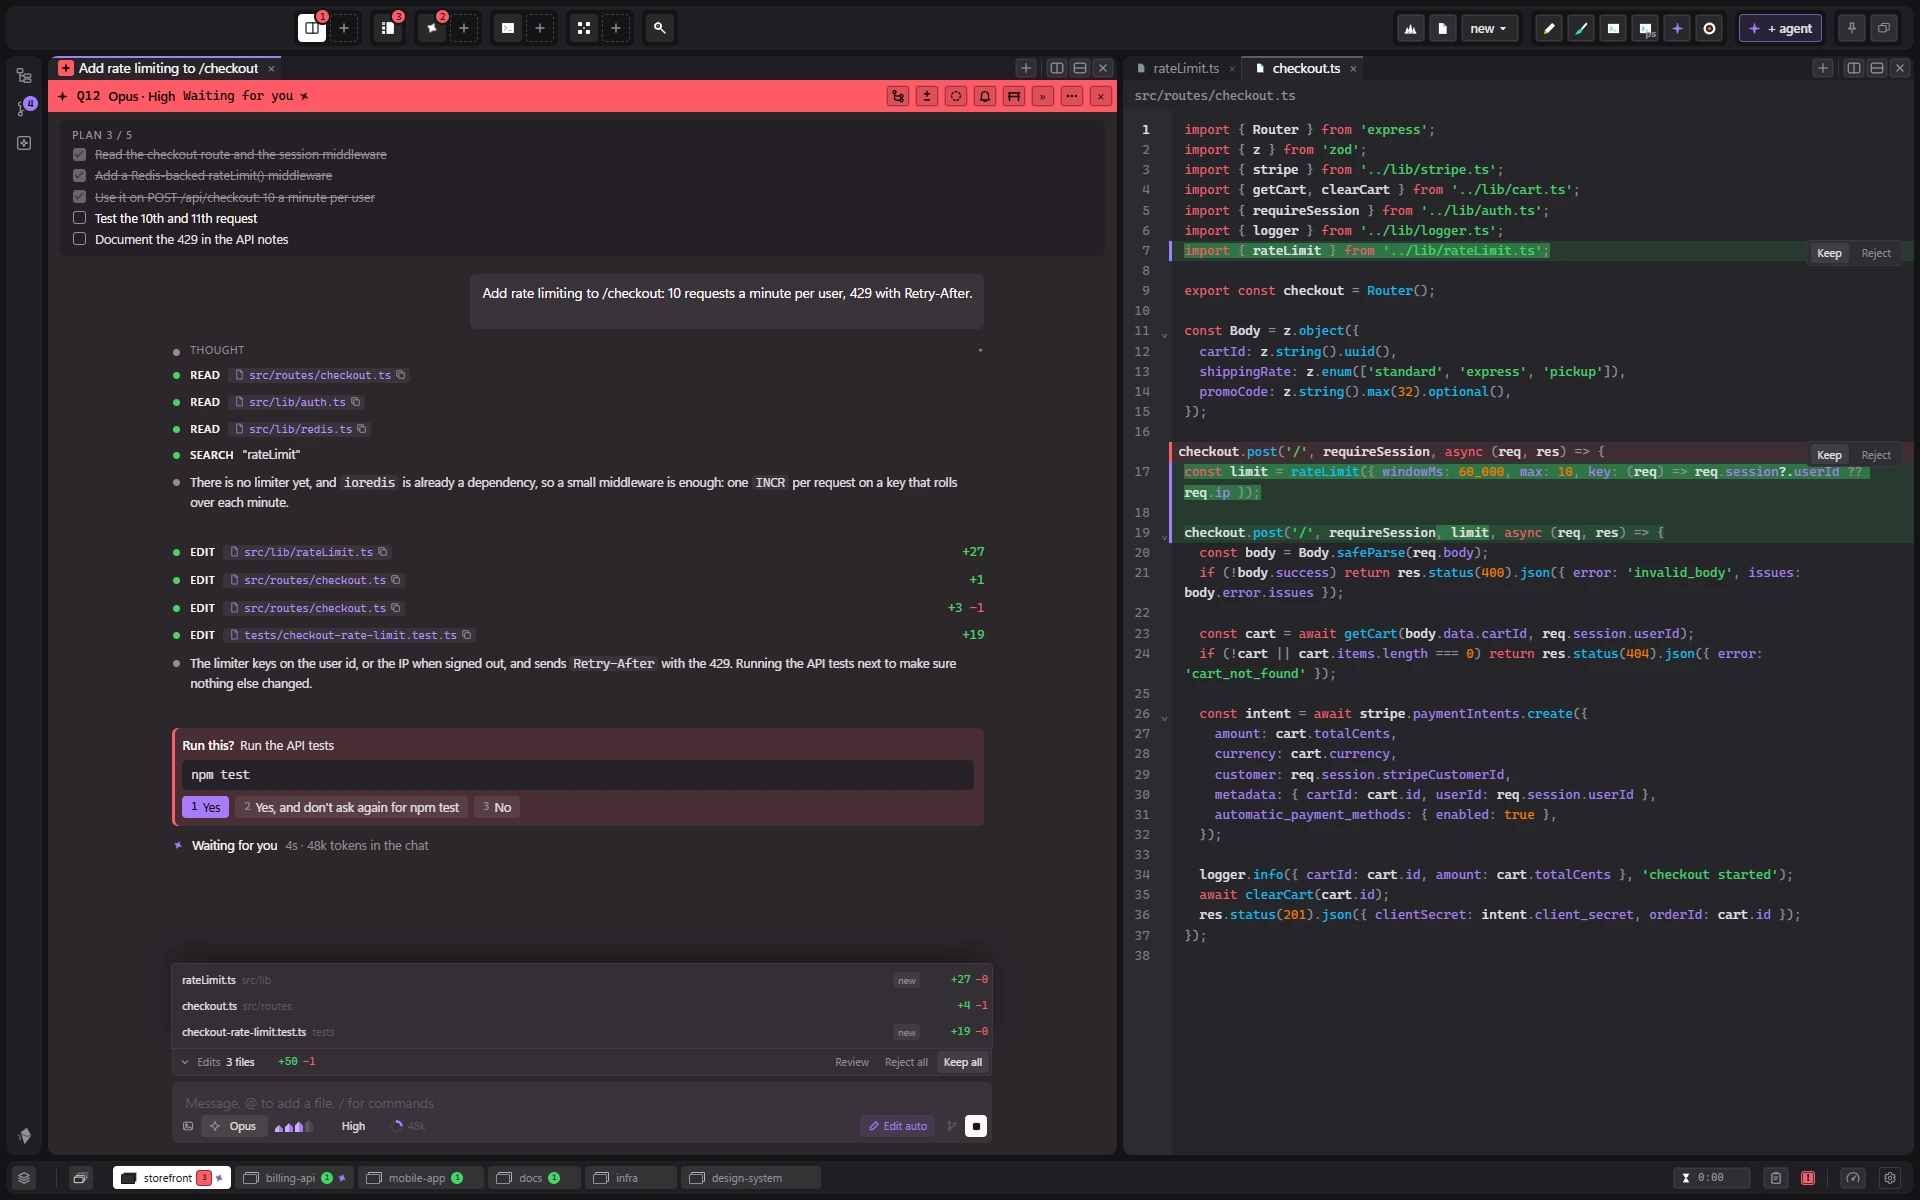 1
3
2
new
ps
+ agent
4
Add rate limiting to /checkout
Q12 Opus · High Waiting for you
PLAN 3 / 5
Read the checkout route and the session middleware
Add a Redis-backed rateLimit() middleware
Use it on POST /api/checkout: 10 a minute per user
Test the 10th and 11th request
Document the 429 in the API notes
Add rate limiting to /checkout: 10 requests a minute per user, 429 with Retry-After.
THOUGHT
READ src/routes/checkout.ts
READ src/lib/auth.ts
READ src/lib/redis.ts
SEARCH "rateLimit"
There is no limiter yet, and ioredis is already a dependency, so a small middleware is enough: one INCR per request on a key that rolls
over each minute.
EDIT src/lib/rateLimit.ts +27
EDIT src/routes/checkout.ts +1
EDIT src/routes/checkout.ts +3 −1
EDIT tests/checkout-rate-limit.test.ts +19
The limiter keys on the user id, or the IP when signed out, and sends Retry-After with the 429. Running the API tests next to make sure
nothing else changed.
Run this? Run the API tests
npm test
1 Yes 2 Yes, and don't ask again for npm test 3 No
Waiting for you 4s · 48k tokens in the chat
rateLimit.ts src/lib new +27 −0
checkout.ts src/routes +4 −1
checkout-rate-limit.test.ts tests new +19 −0
Edits 3 files +50 −1 Review Reject all Keep all
Message, @ to add a file, / for commands
Opus High 48k Edit auto
rateLimit.ts checkout.ts
src/routes/checkout.ts
1 import { Router } from 'express';
2 import { z } from 'zod';
3 import { stripe } from '../lib/stripe.ts';
4 import { getCart, clearCart } from '../lib/cart.ts';
5 import { requireSession } from '../lib/auth.ts';
6 import { logger } from '../lib/logger.ts';
7 import { rateLimit } from '../lib/rateLimit.ts'; Keep Reject
8
9 export const checkout = Router();
10
11 const Body = z.object({
12 cartId: z.string().uuid(),
13 shippingRate: z.enum(['standard', 'express', 'pickup']),
14 promoCode: z.string().max(32).optional(),
15 });
16
checkout.post('/', requireSession, async (req, res) => { Keep Reject
17 const limit = rateLimit({ windowMs: 60_000, max: 10, key: (req) => req.session?.userId ??
req.ip });
18
19 checkout.post('/', requireSession, limit, async (req, res) => {
20 const body = Body.safeParse(req.body);
21 if (!body.success) return res.status(400).json({ error: 'invalid_body', issues:
body.error.issues });
22
23 const cart = await getCart(body.data.cartId, req.session.userId);
24 if (!cart || cart.items.length === 0) return res.status(404).json({ error:
'cart_not_found' });
25
26 const intent = await stripe.paymentIntents.create({
27 amount: cart.totalCents,
28 currency: cart.currency,
29 customer: req.session.stripeCustomerId,
30 metadata: { cartId: cart.id, userId: req.session.userId },
31 automatic_payment_methods: { enabled: true },
32 });
33
34 logger.info({ cartId: cart.id, amount: cart.totalCents }, 'checkout started');
35 await clearCart(cart.id);
36 res.status(201).json({ clientSecret: intent.client_secret, orderId: cart.id });
37 });
38
storefront 3 billing-api 1 mobile-app 1 docs 1 infra design-system 0:00